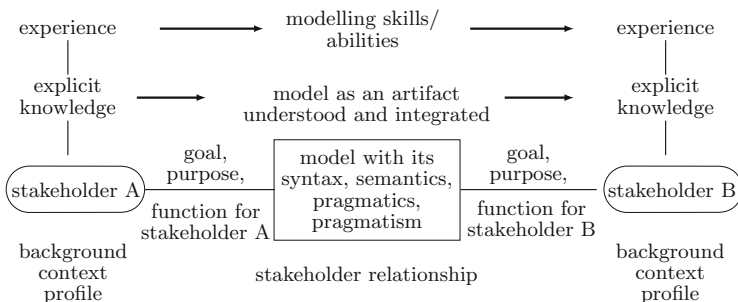 experience
modelling skills/
abilities
experience
explicit
knowledge
model as an artifact
understood and integrated
explicit
knowledge
stakeholder A
goal,
purpose,
function for
stakeholder A
model with its
syntax, semantics,
pragmatics,
pragmatism
goal,
purpose,
function for
stakeholder B
stakeholder B
background
context
profile
stakeholder relationship
background
context
profile